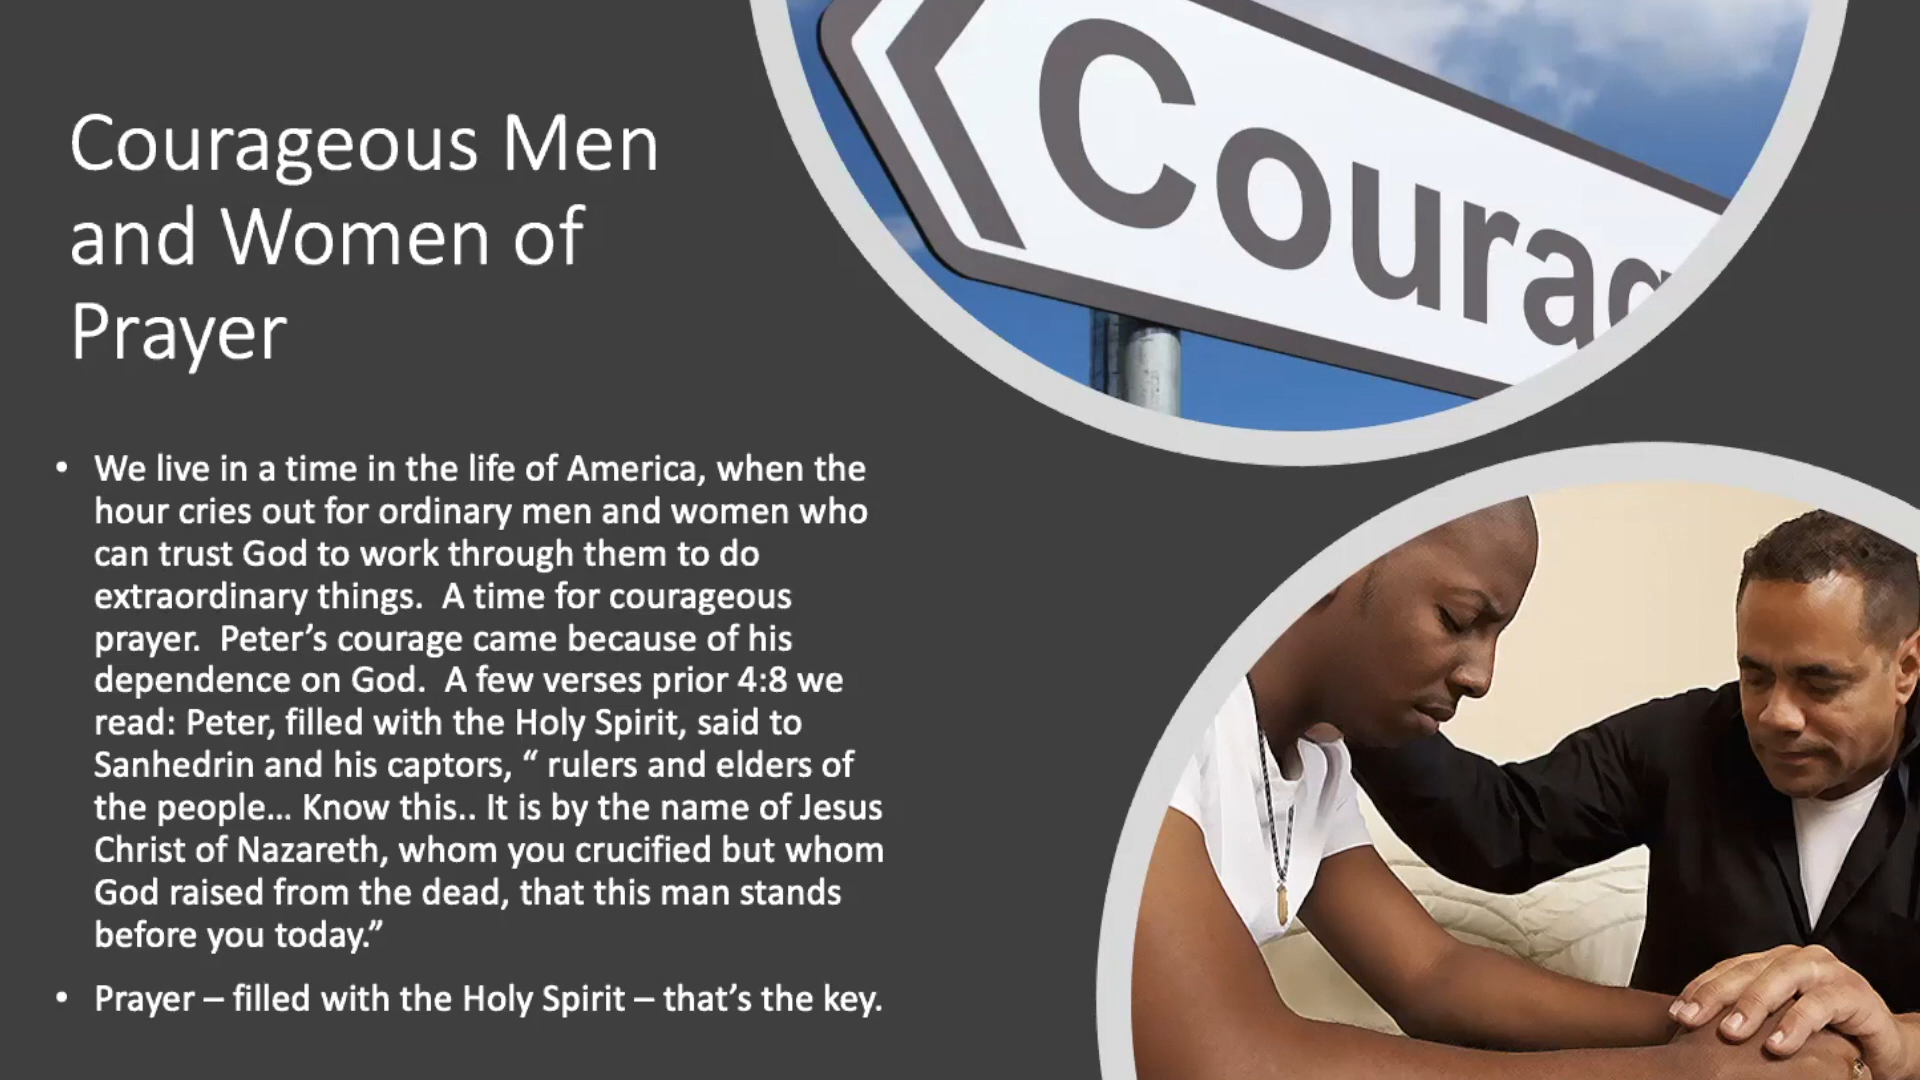 Courageous Men
and Women of
Prayer
Courag
• We live in a time in the life of America, when the
hour cries out for ordinary men and women who
can trust God to work through them to do
extraordinary things.  A time for courageous
prayer.  Peter’s courage came because of his
dependence on God.  A few verses prior 4:8 we
read: Peter, filled with the Holy Spirit, said to
Sanhedrin and his captors, “ rulers and elders of
the people… Know this.. It is by the name of Jesus
Christ of Nazareth, whom you crucified but whom
God raised from the dead, that this man stands
before you today.”
• Prayer – filled with the Holy Spirit – that’s the key.